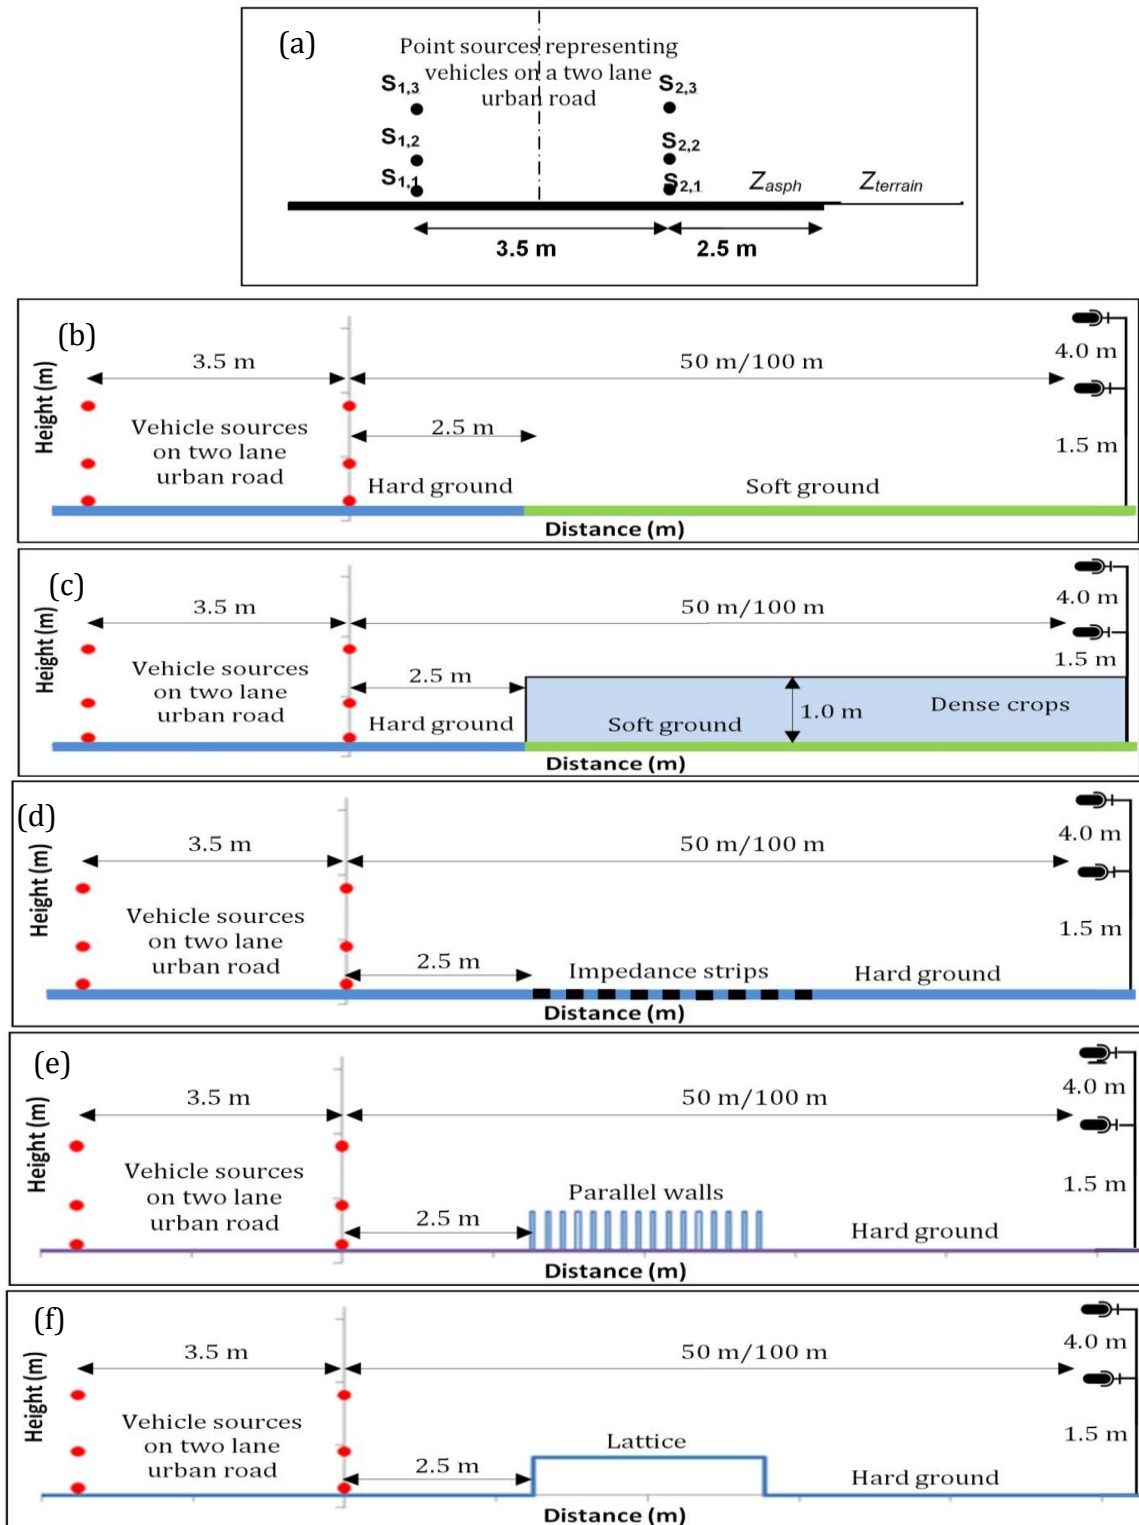 (a)
Point sources representing
vehicles on a two lane
urban road
S1,3
S2,3
S1,2
S2,2
S1,1
S2,1
Zasph
Zterrain
3.5 m
2.5 m
(b)
Height (m)
3.5 m
50 m/100 m
4.0 m
Vehicle sources
on two lane
urban road
2.5 m
1.5 m
Hard ground
Soft ground
Distance (m)
(c)
Height (m)
3.5 m
50 m/100 m
4.0 m
Vehicle sources
on two lane
urban road
2.5 m
1.5 m
Hard ground
Soft ground
1.0 m
Dense crops
Distance (m)
(d)
Height (m)
3.5 m
50 m/100 m
4.0 m
Vehicle sources
on two lane
urban road
2.5 m
Impedance strips
Hard ground
1.5 m
Distance (m)
(e)
Height (m)
3.5 m
50 m/100 m
4.0 m
Vehicle sources
on two lane
urban road
2.5 m
Parallel walls
Hard ground
1.5 m
Distance (m)
(f)
Height (m)
3.5 m
50 m/100 m
4.0 m
Vehicle sources
on two lane
urban road
2.5 m
Lattice
Hard ground
1.5 m
Distance (m)